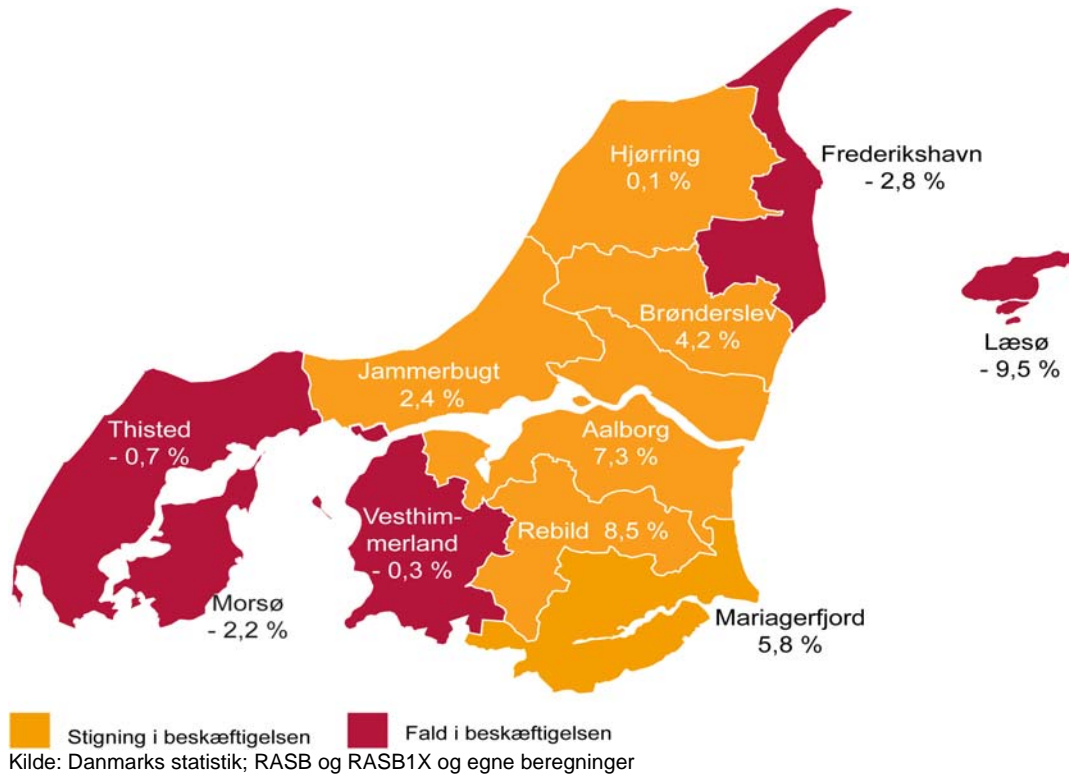 Hjørring
0,1 %
Frederikshavn
- 2,8 %
Brønderslev
4,2 %
Læsø
- 9,5 %
Jammerbugt
2,4 %
Thisted
- 0,7 %
Aalborg
7,3 %
Vesthim-
mmerland
- 0,3 %
Rebild 8,5 %
Morsø
- 2,2 %
Mariagerfjord
5,8 %
Stigning i beskæftigelsen
Fald i beskæftigelsen
Kilde: Danmarks statistik; RASB og RASB1X og egne beregninger